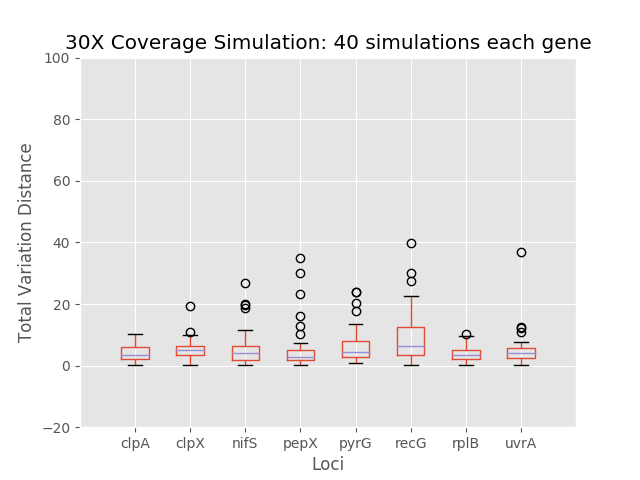 30X Coverage Simulation: 40 simulations each gene
100
80
60
40
20
0
−20
Total Variation Distance
clpA clpX nifS pepX pyrG recG rplB uvrA
Loci